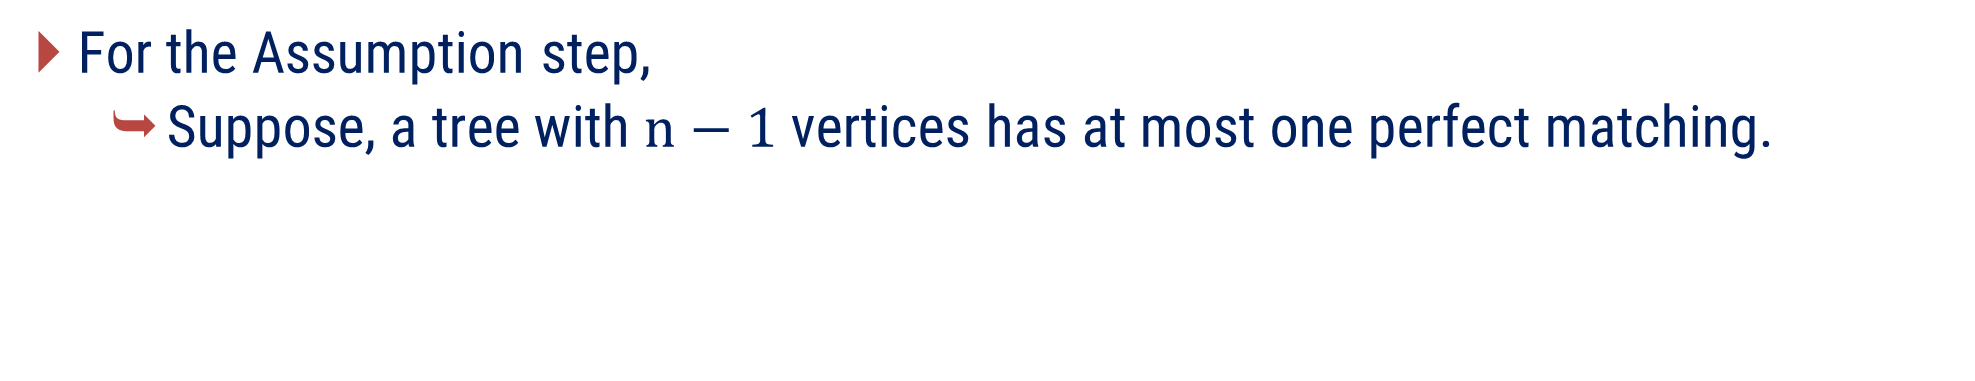 For the Assumption step,
Suppose, a tree with n − 1 vertices has at most one perfect matching.